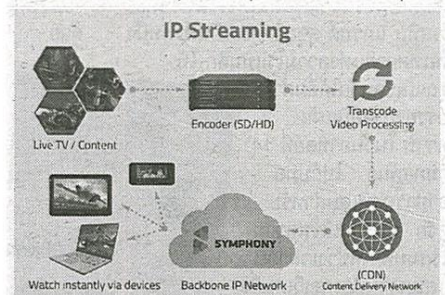 IP Streaming
Live TV / Content
Encoder (SD/HD)
Transcode
Video Processing
Watch instantly via devices
SYMPHONY
Backbone IP Network
(CDN)
Content Delivery Network